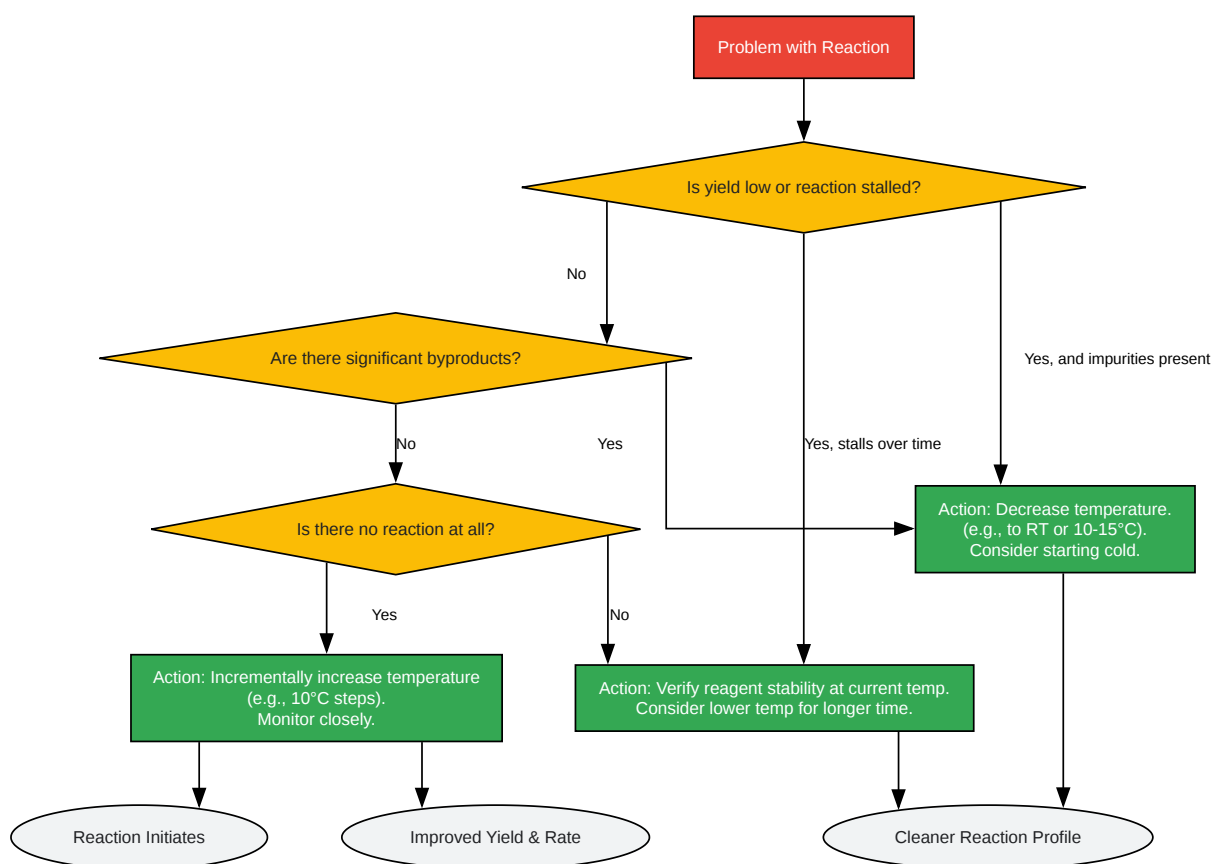 Problem with Reaction
Is yield low or reaction stalled?
No
Are there significant byproducts?
Yes, and impurities present
No
Yes
Yes, stalls over time
Is there no reaction at all?
Action: Decrease temperature.
(e.g., to RT or 10-15°C).
Consider starting cold.
Yes
No
Action: Incrementally increase temperature
(e.g., 10°C steps).
Monitor closely.
Action: Verify reagent stability at current temp.
Consider lower temp for longer time.
Reaction Initiates
Improved Yield & Rate
Cleaner Reaction Profile